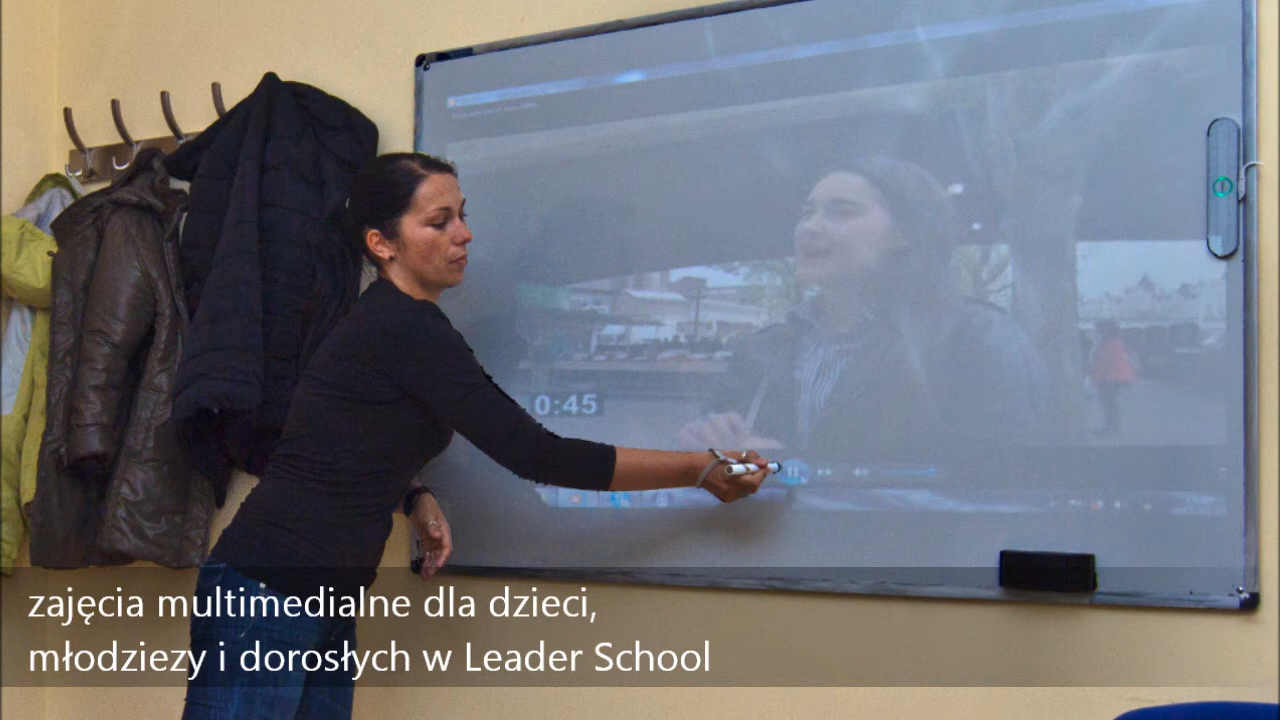 0:45
zajęcia multimedialne dla dzieci,
młodziezy i dorosłych w Leader School